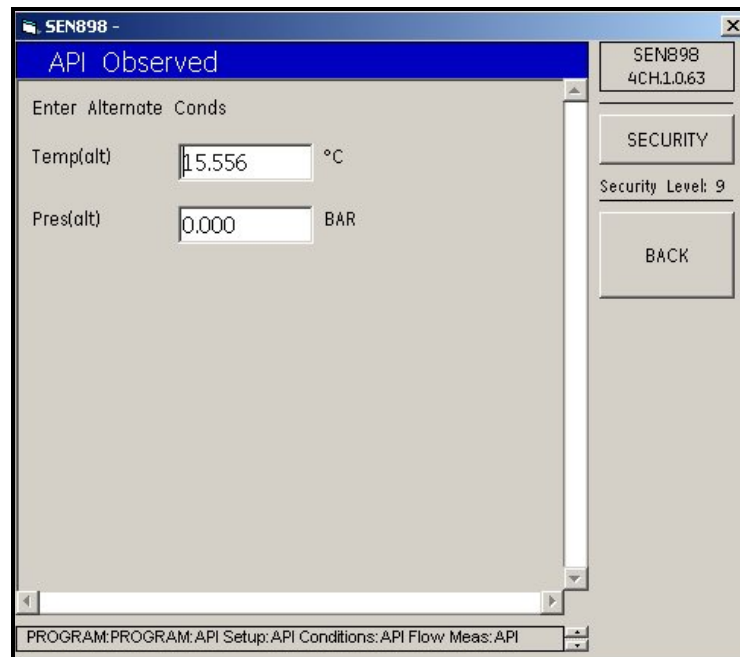 SEN898 -
API Observed
Enter Alternate Conds
Temp(alt) 15.556 °C
Pres(alt) 0.000 BAR
SEN898
4CH.1.0.63
SECURITY
Security Level: 9
BACK
PROGRAM:PROGRAM:API Setup:API Conditions:API Flow Meas:API